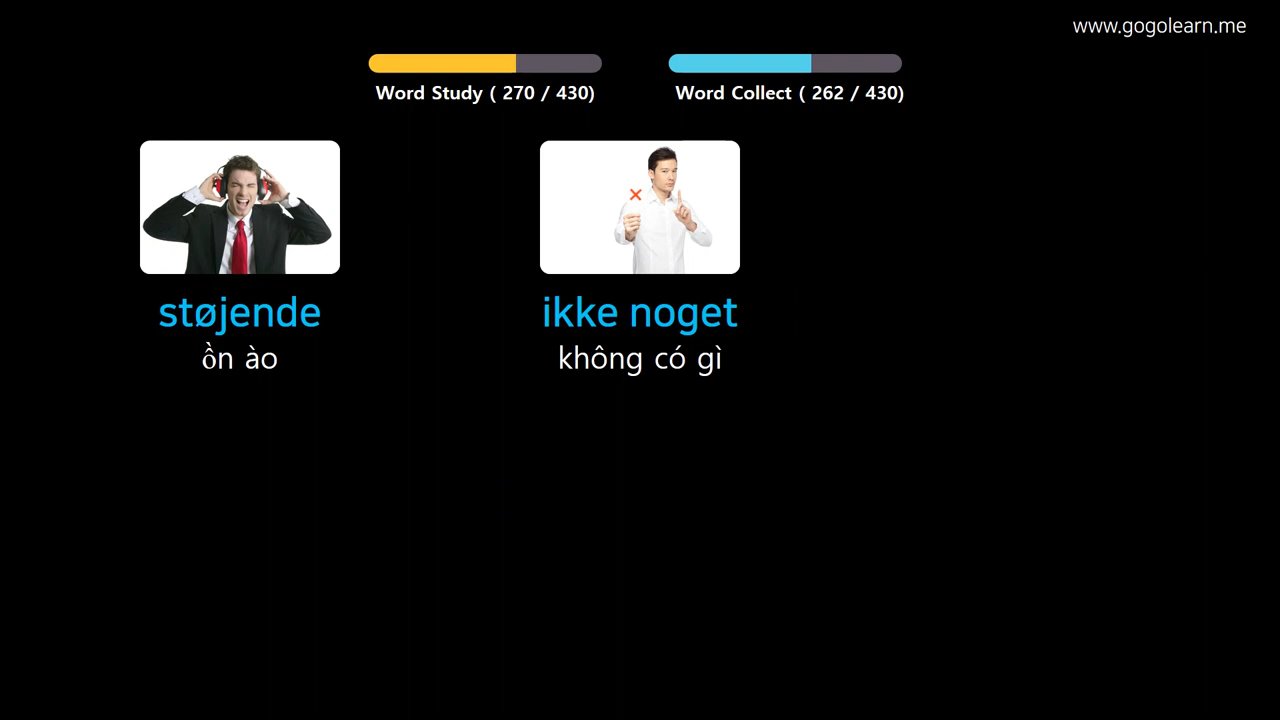 www.gogolearn.me
Word Study ( 270 / 430)
Word Collect ( 262 / 430)
støjende
ồn ào
ikke noget
không có gì